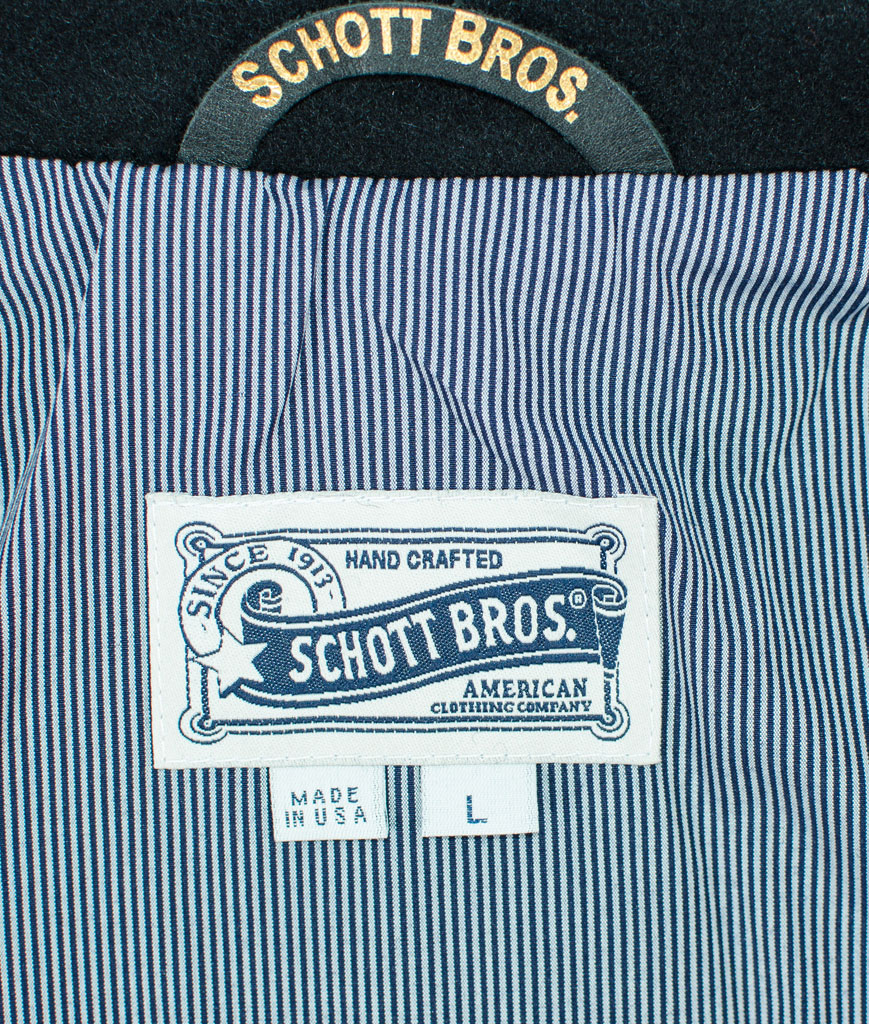 SCHOTT BROS.
SINCE 1913-
HAND CRAFTED
SCHOTT BROS.®
AMERICAN
CLOTHING COMPANY
MADE
IN USA
L